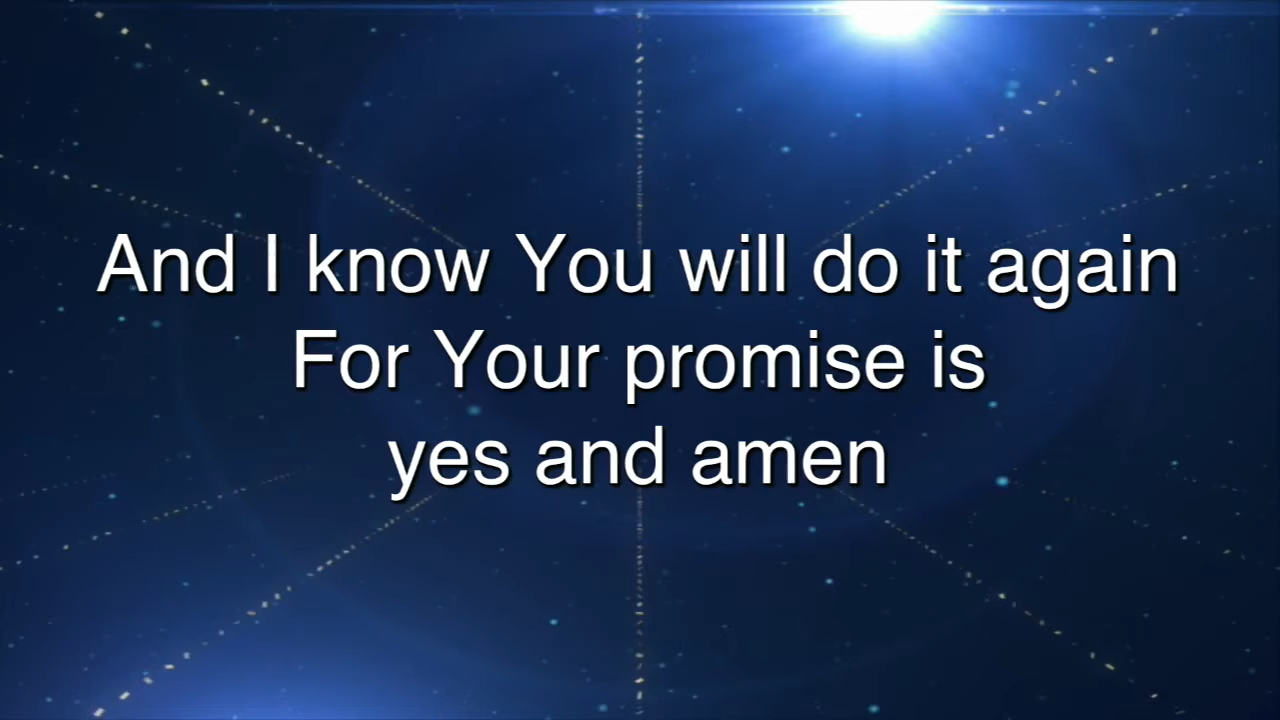 And I know You will do it again
For Your promise is
yes and amen